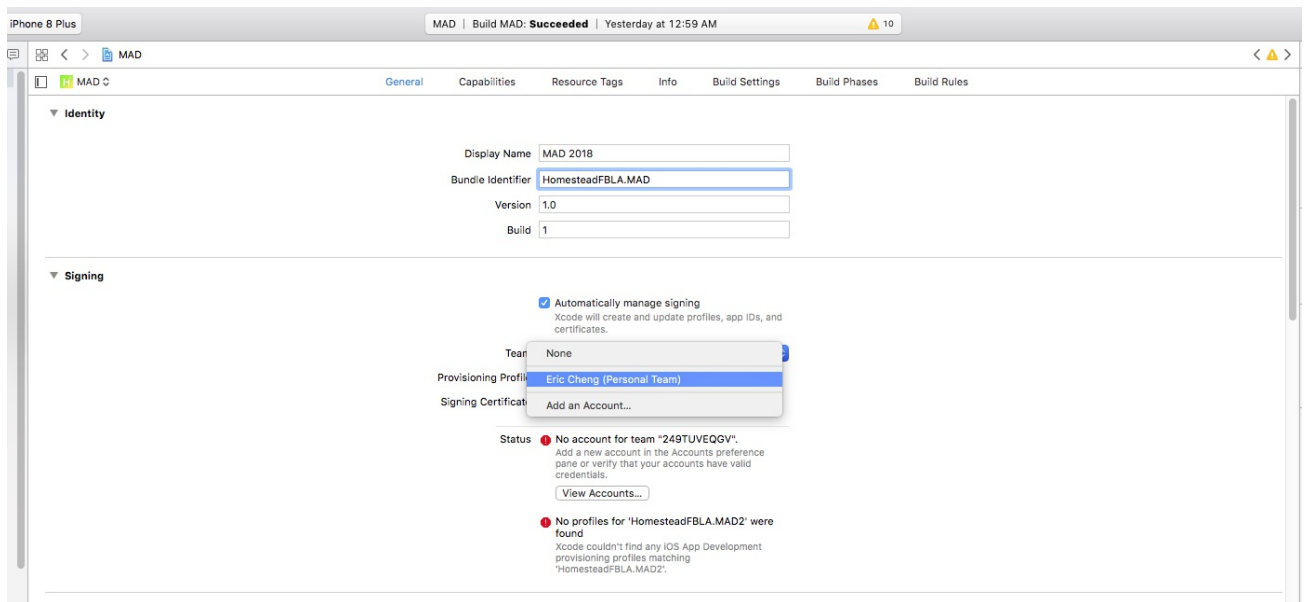 iPhone 8 Plus
MAD | Build MAD: Succeeded | Yesterday at 12:59 AM
10
MAD
H MAD
General Capabilities Resource Tags Info Build Settings Build Phases Build Rules
Identity
Display Name MAD 2018
Bundle Identifier HomesteadFBLA.MAD
Version 1.0
Build 1
Signing
Automatically manage signing
Xcode will create and update profiles, app IDs, and
certificates.
Team None
Provisioning Profile Eric Cheng (Personal Team)
Signing Certificate Add an Account...
Status No account for team "249TUVEQGV".
Add a new account in the Accounts preference
pane or verify that your accounts have valid
credentials.
View Accounts...
No profiles for 'HomesteadFBLA.MAD2' were
found
Xcode couldn't find any iOS App Development
provisioning profiles matching
'HomesteadFBLA.MAD2'.